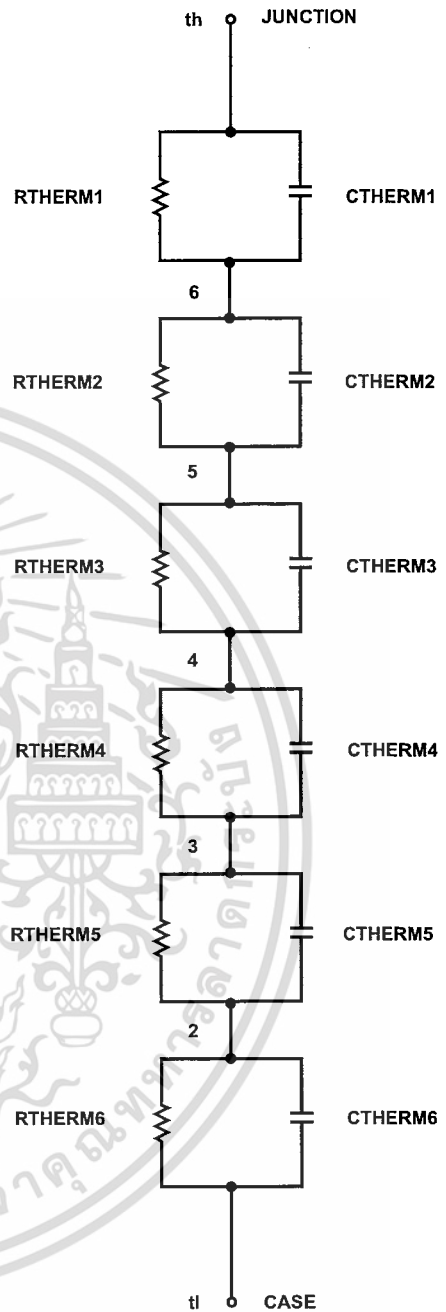 th JUNCTION
RTHERM1 CTHERM1
6
RTHERM2 CTHERM2
5
RTHERM3 CTHERM3
4
RTHERM4 CTHERM4
3
RTHERM5 CTHERM5
2
RTHERM6 CTHERM6
tl CASE